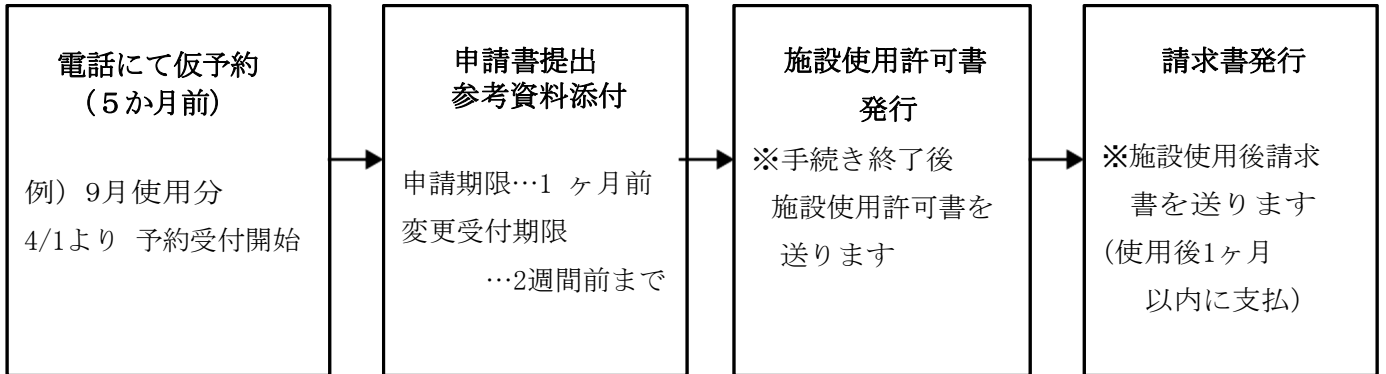 電話にて仮予約
(５か月前)
例) 9月使用分
4/1より 予約受付開始
申請書提出
参考資料添付
申請期限…1 ヶ月前
変更受付期限
…2週間前まで
施設使用許可書
発行
※手続き終了後
施設使用許可書を
送ります
請求書発行
※施設使用後請求
書を送ります
(使用後1ヶ月
以内に支払)